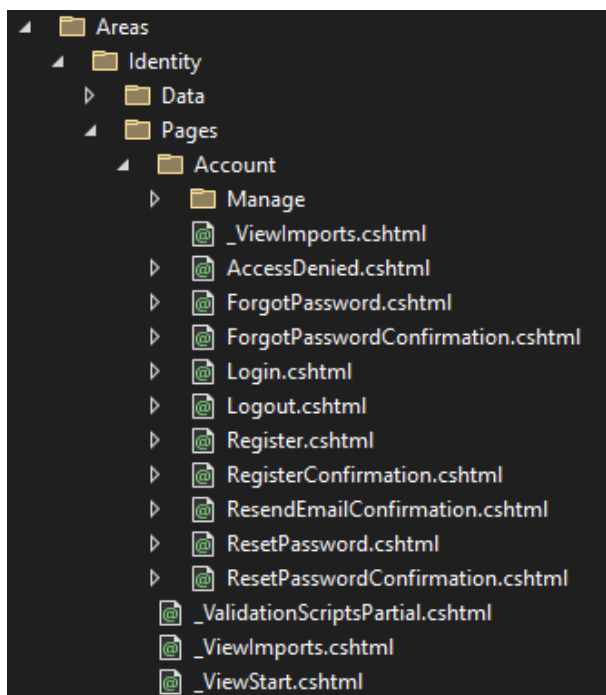 Areas
Identity
Data
Pages
Account
Manage
_ViewImports.cshtml
AccessDenied.cshtml
ForgotPassword.cshtml
ForgotPasswordConfirmation.cshtml
Login.cshtml
Logout.cshtml
Register.cshtml
RegisterConfirmation.cshtml
ResendEmailConfirmation.cshtml
ResetPassword.cshtml
ResetPasswordConfirmation.cshtml
_ValidationScriptsPartial.cshtml
_ViewImports.cshtml
_ViewStart.cshtml